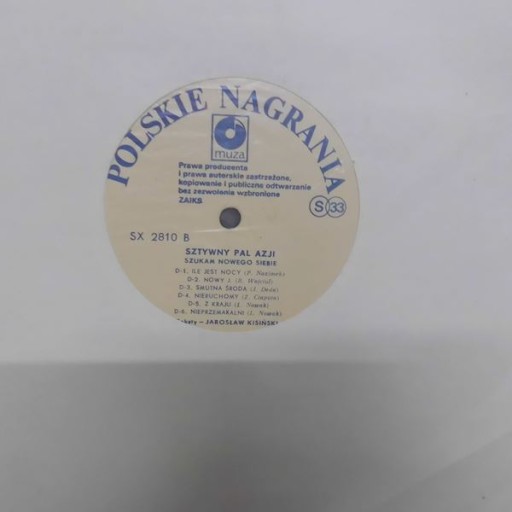 POLSKIE NAGRANIA
muza
Prawa producenta
i prawa autorskie zastrzeżone,
kopiowanie i publiczne odtwarzanie
bez zezwolenia wzbronione
ZAIKS
S 33
SX 2810 B
SZTYWNY PAL AZJI
SZUKAM NOWEGO SIEBIE
D-1. ILE JEST NOCY
D-2. NOWY J.
D-3. SMUTNA ŚRODA
D-4. NIERUCHOMY
D-5. Z KRAJU (L. Nowak)
D-6. NIEPRZEMAKALNI (L. Nowak)
– JAROSŁAW KISIŃSKI